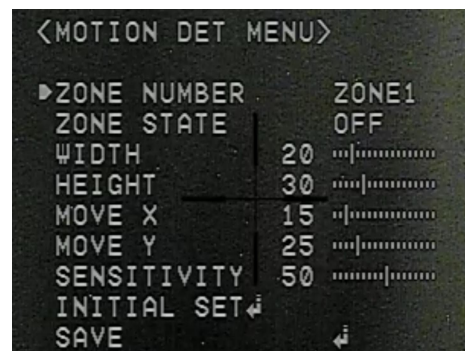 <MOTION DET MENU>
ZONE NUMBER ZONE1
ZONE STATE OFF
WIDTH 20
HEIGHT 30
MOVE X 15
MOVE Y 25
SENSITIVITY 50
INITIAL SET
SAVE